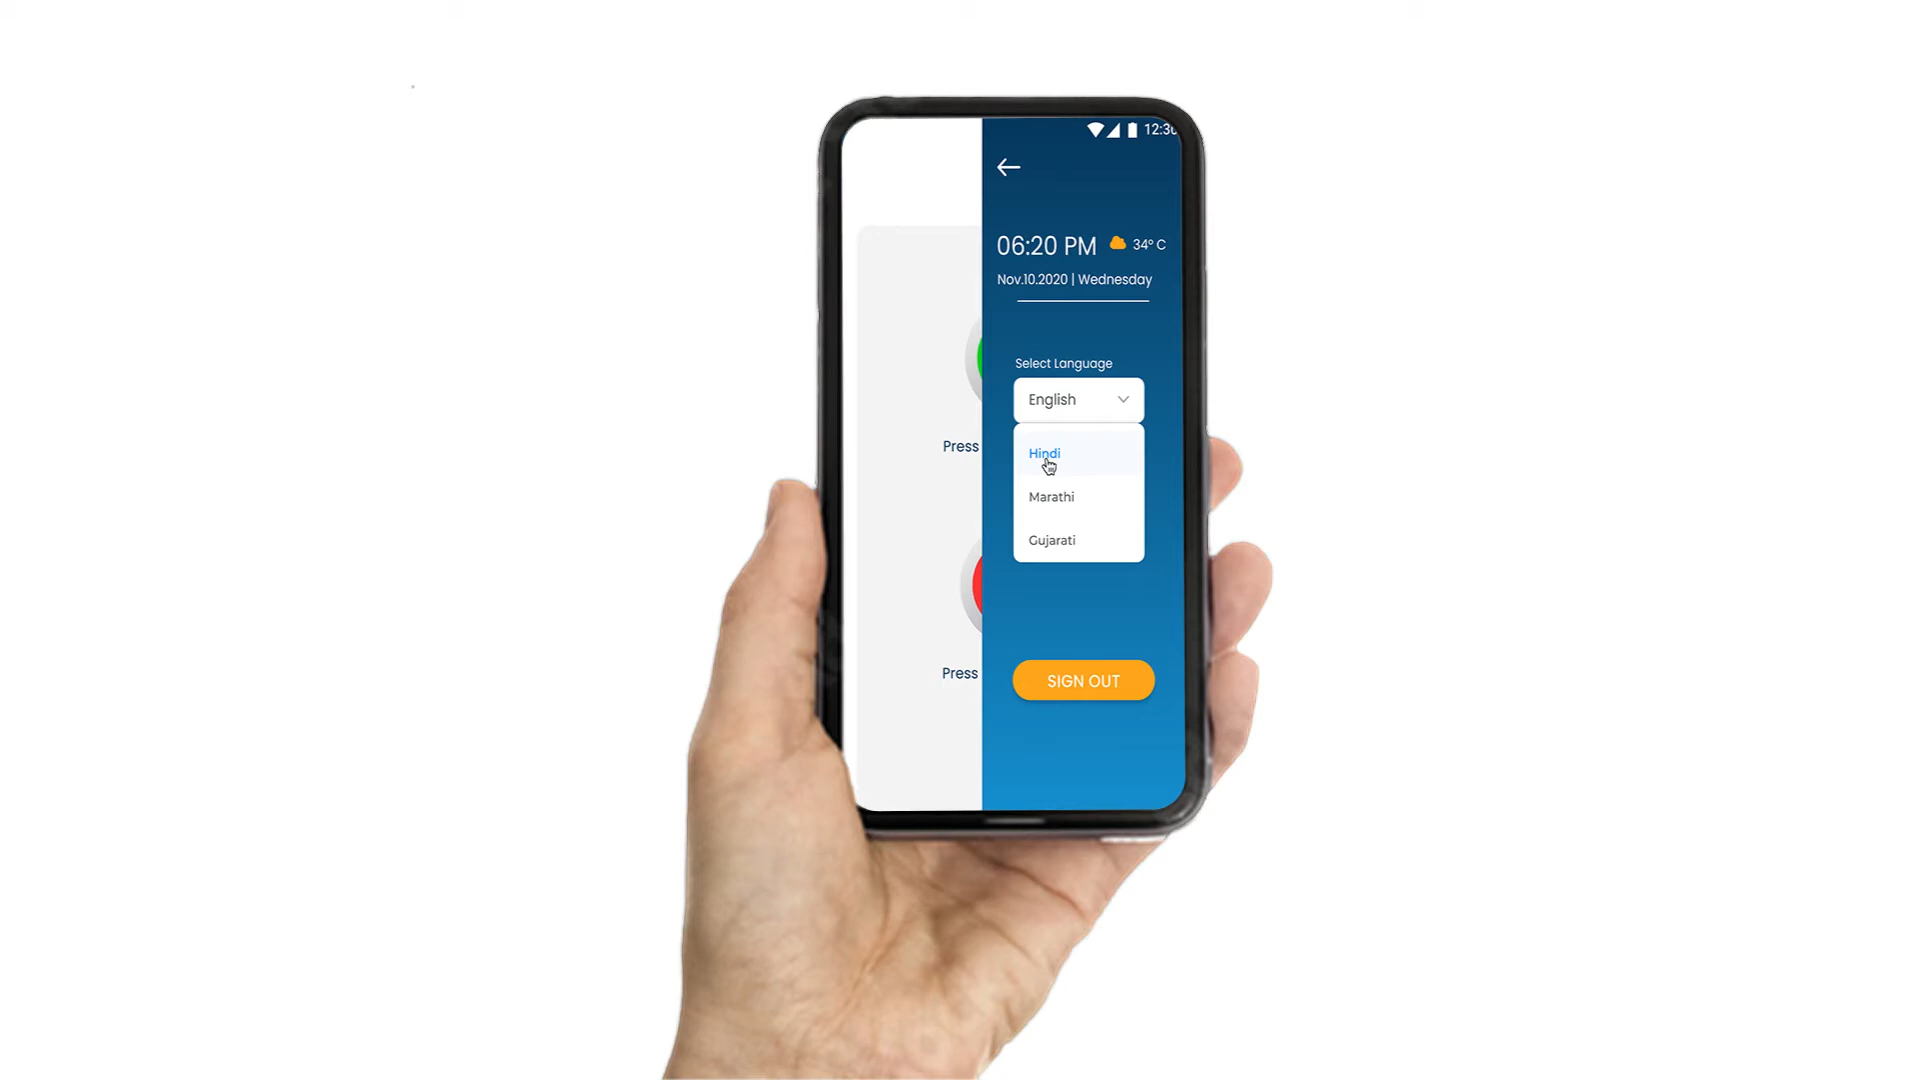 12:30
06:20 PM 34° C
Nov.10.2020 | Wednesday
Select Language
English
Press
Hindi
Marathi
Gujarati
Press
SIGN OUT